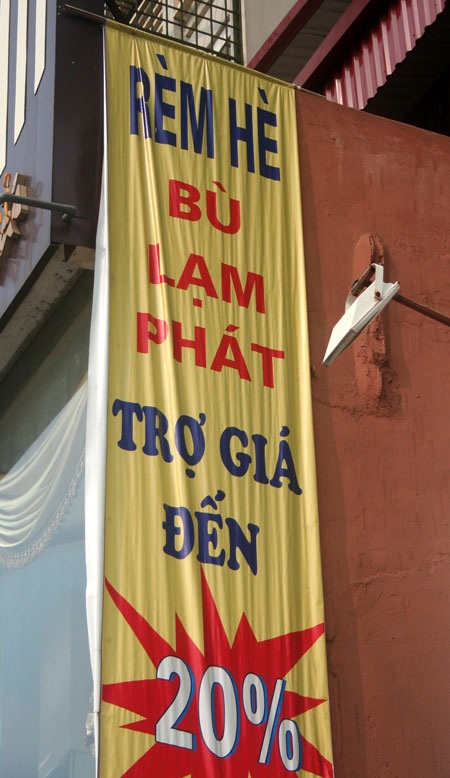 RÈM HÈ
BÙ
LẠM
PHÁT
TRỢ GIÁ
ĐẾN
20%